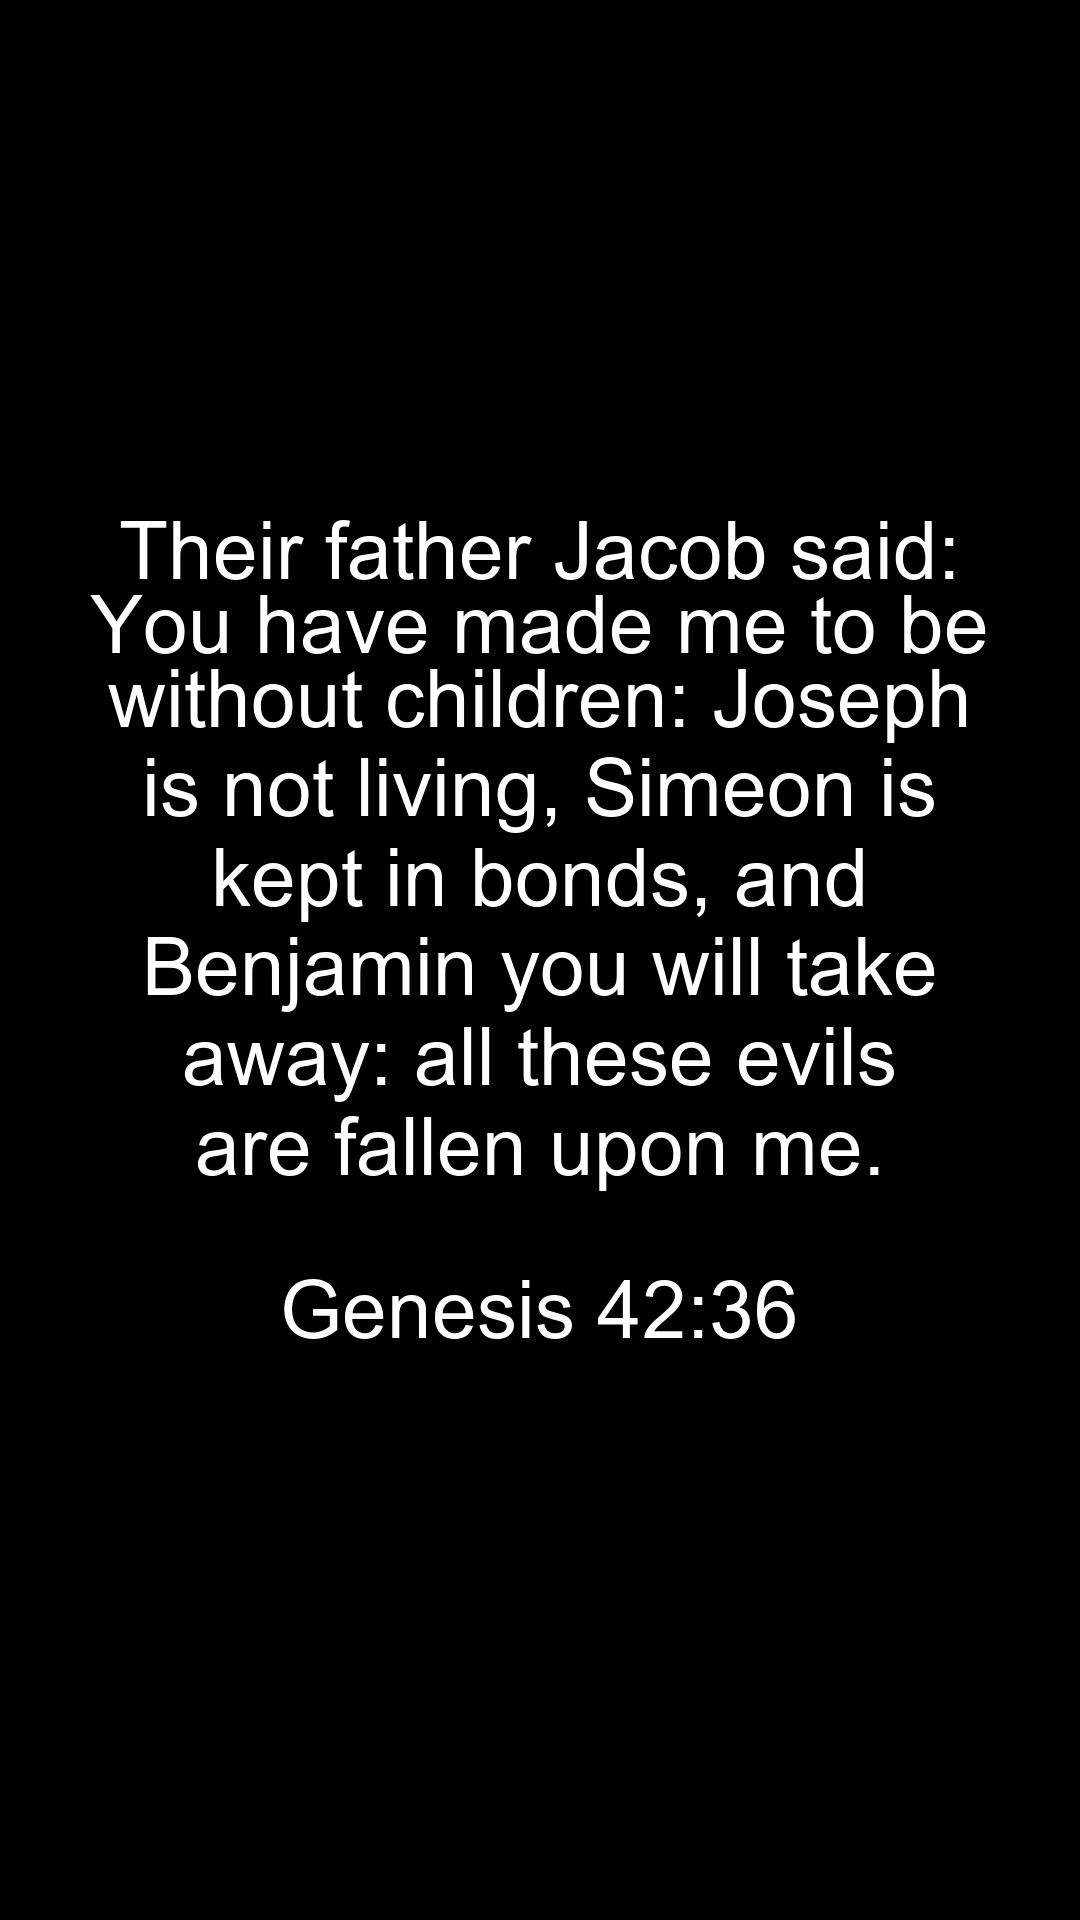 Their father Jacob said:
You have made me to be
without children: Joseph
is not living, Simeon is
kept in bonds, and
Benjamin you will take
away: all these evils
are fallen upon me.
Genesis 42:36